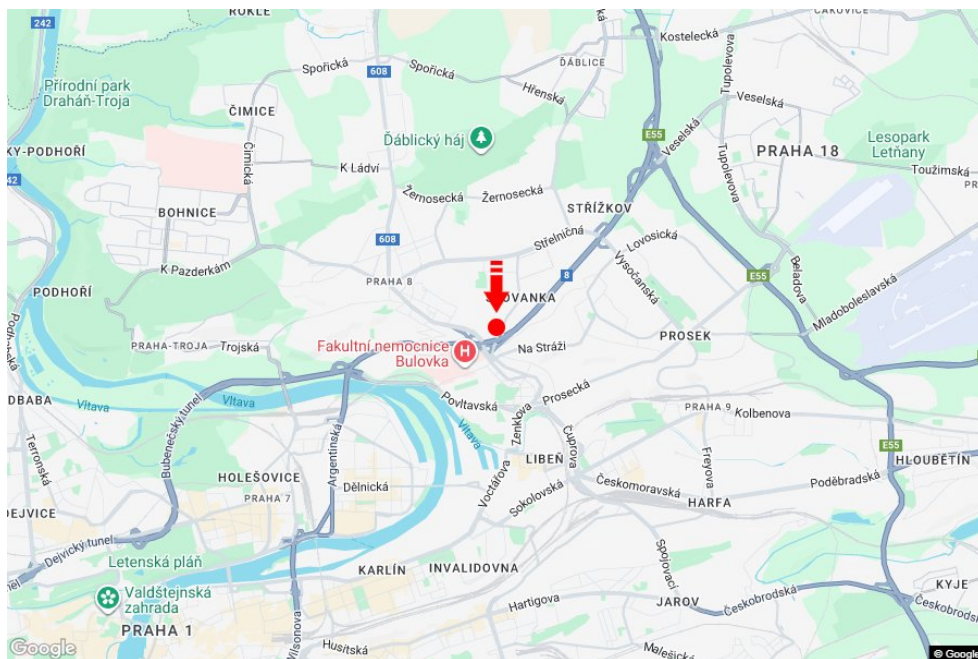 ROKLE
242
ČAKOVICE
Kostelecká
Spořická
608
Spořická
ĎÁBLICE
Tupolevova
Přírodní park
Draháň-Troja
Hřenská
Veselská
ČIMICE
Ďáblický háj
E55
Veselská
Lesopark
Letňany
KY-PODHOŘÍ
Čimická
K Ládví
PRAHA 18
Toužimská
42
Žernosecká
Žernosecká
Tupolevova
BOHNICE
STŘÍŽKOV
608
Střelničná
Lovosická
K Pazderkám
8
Vysočanská
E55
Beladova
PODHOŘÍ
PRAHA 8
Mladoboleslavská
PRAHA-TROJA
Trojská
Fakultní nemocnice
Bulovka
H
Na Stráži
PROSEK
DBABA
Vltava
Vltava
Bubenečský tunel
Povltavská
Vltava
Prosecká
PRAHA 9
Kolbenova
Terronská
Argentinská
Zenklova
Čuprova
E55
HOLEŠOVICE
LIBEŇ
Freyova
HLOUBĚTÍN
PRAHA 7
Dělnická
Voctářova
Sokolovská
Českomoravská
Poděbradská
HARFA
DEJVICE
Dejvický tunel
Letenská pláň
KARLÍN
INVALIDOVNA
Spojovací
KYJE
Valdštejnská
zahrada
Wilsonova
Hartigova
JAROV
Českobrodská
Českobrodská
PRAHA 1
Husitská
Malešická
Google
© Google